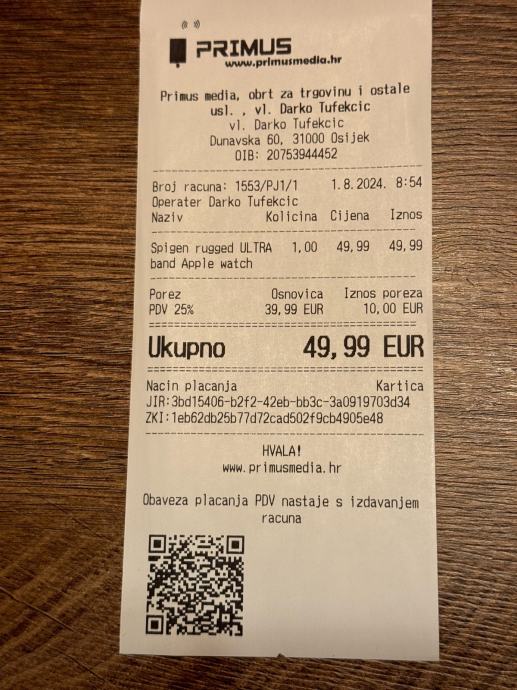 PRIMUS
www.primusmedia.hr
Primus media, obrt za trgovinu i ostale
usl. , vl. Darko Tufekcic
vl. Darko Tufekcic
Dunavska 60, 31000 Osijek
OIB: 20753944452
Broj racuna: 1553/PJ1/1 1.8.2024. 8:54
Operater Darko Tufekcic
Naziv Kolicina Cijena Iznos
Spigen rugged ULTRA 1,00 49,99 49,99
band Apple watch
Porez Osnovica Iznos poreza
PDV 25% 39,99 EUR 10,00 EUR
Ukupno 49,99 EUR
Nacin placanja Kartica
JIR:3bd15406-b2f2-42eb-bb3c-3a0919703d34
ZKI:1eb62db25b77d72cad502f9cb4905e48
HVALA!
www.primusmedia.hr
Obaveza placanja PDV nastaje s izdavanjem
racuna